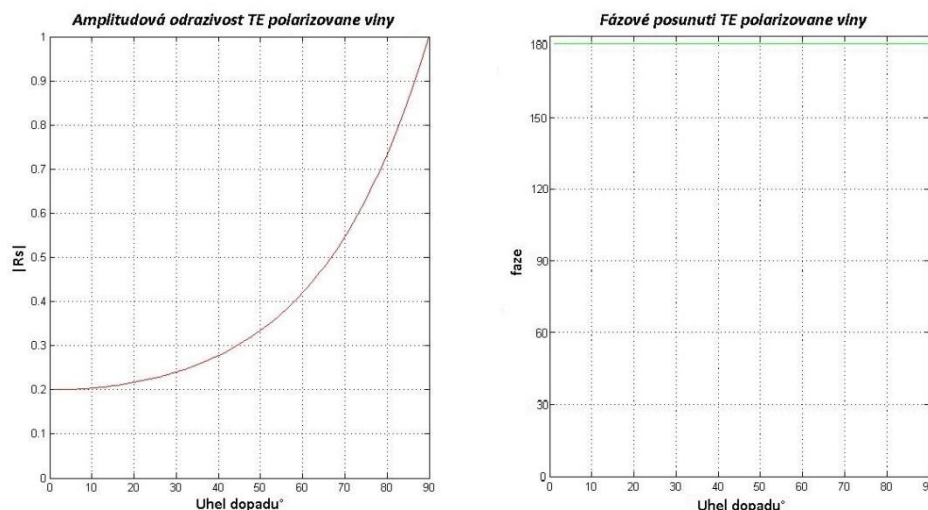 Amplitudová odrazivost TE polarizovane vlny
1
0.9
0.8
0.7
0.6
0.5
0.4
0.3
0.2
0.1
0
|Rs|
0 10 20 30 40 50 60 70 80 90
Uhel dopadu°
Fázové posunuti TE polarizovane vlny
180
150
120
90
60
30
0
faze
0 10 20 30 40 50 60 70 80 90
Uhel dopadu°